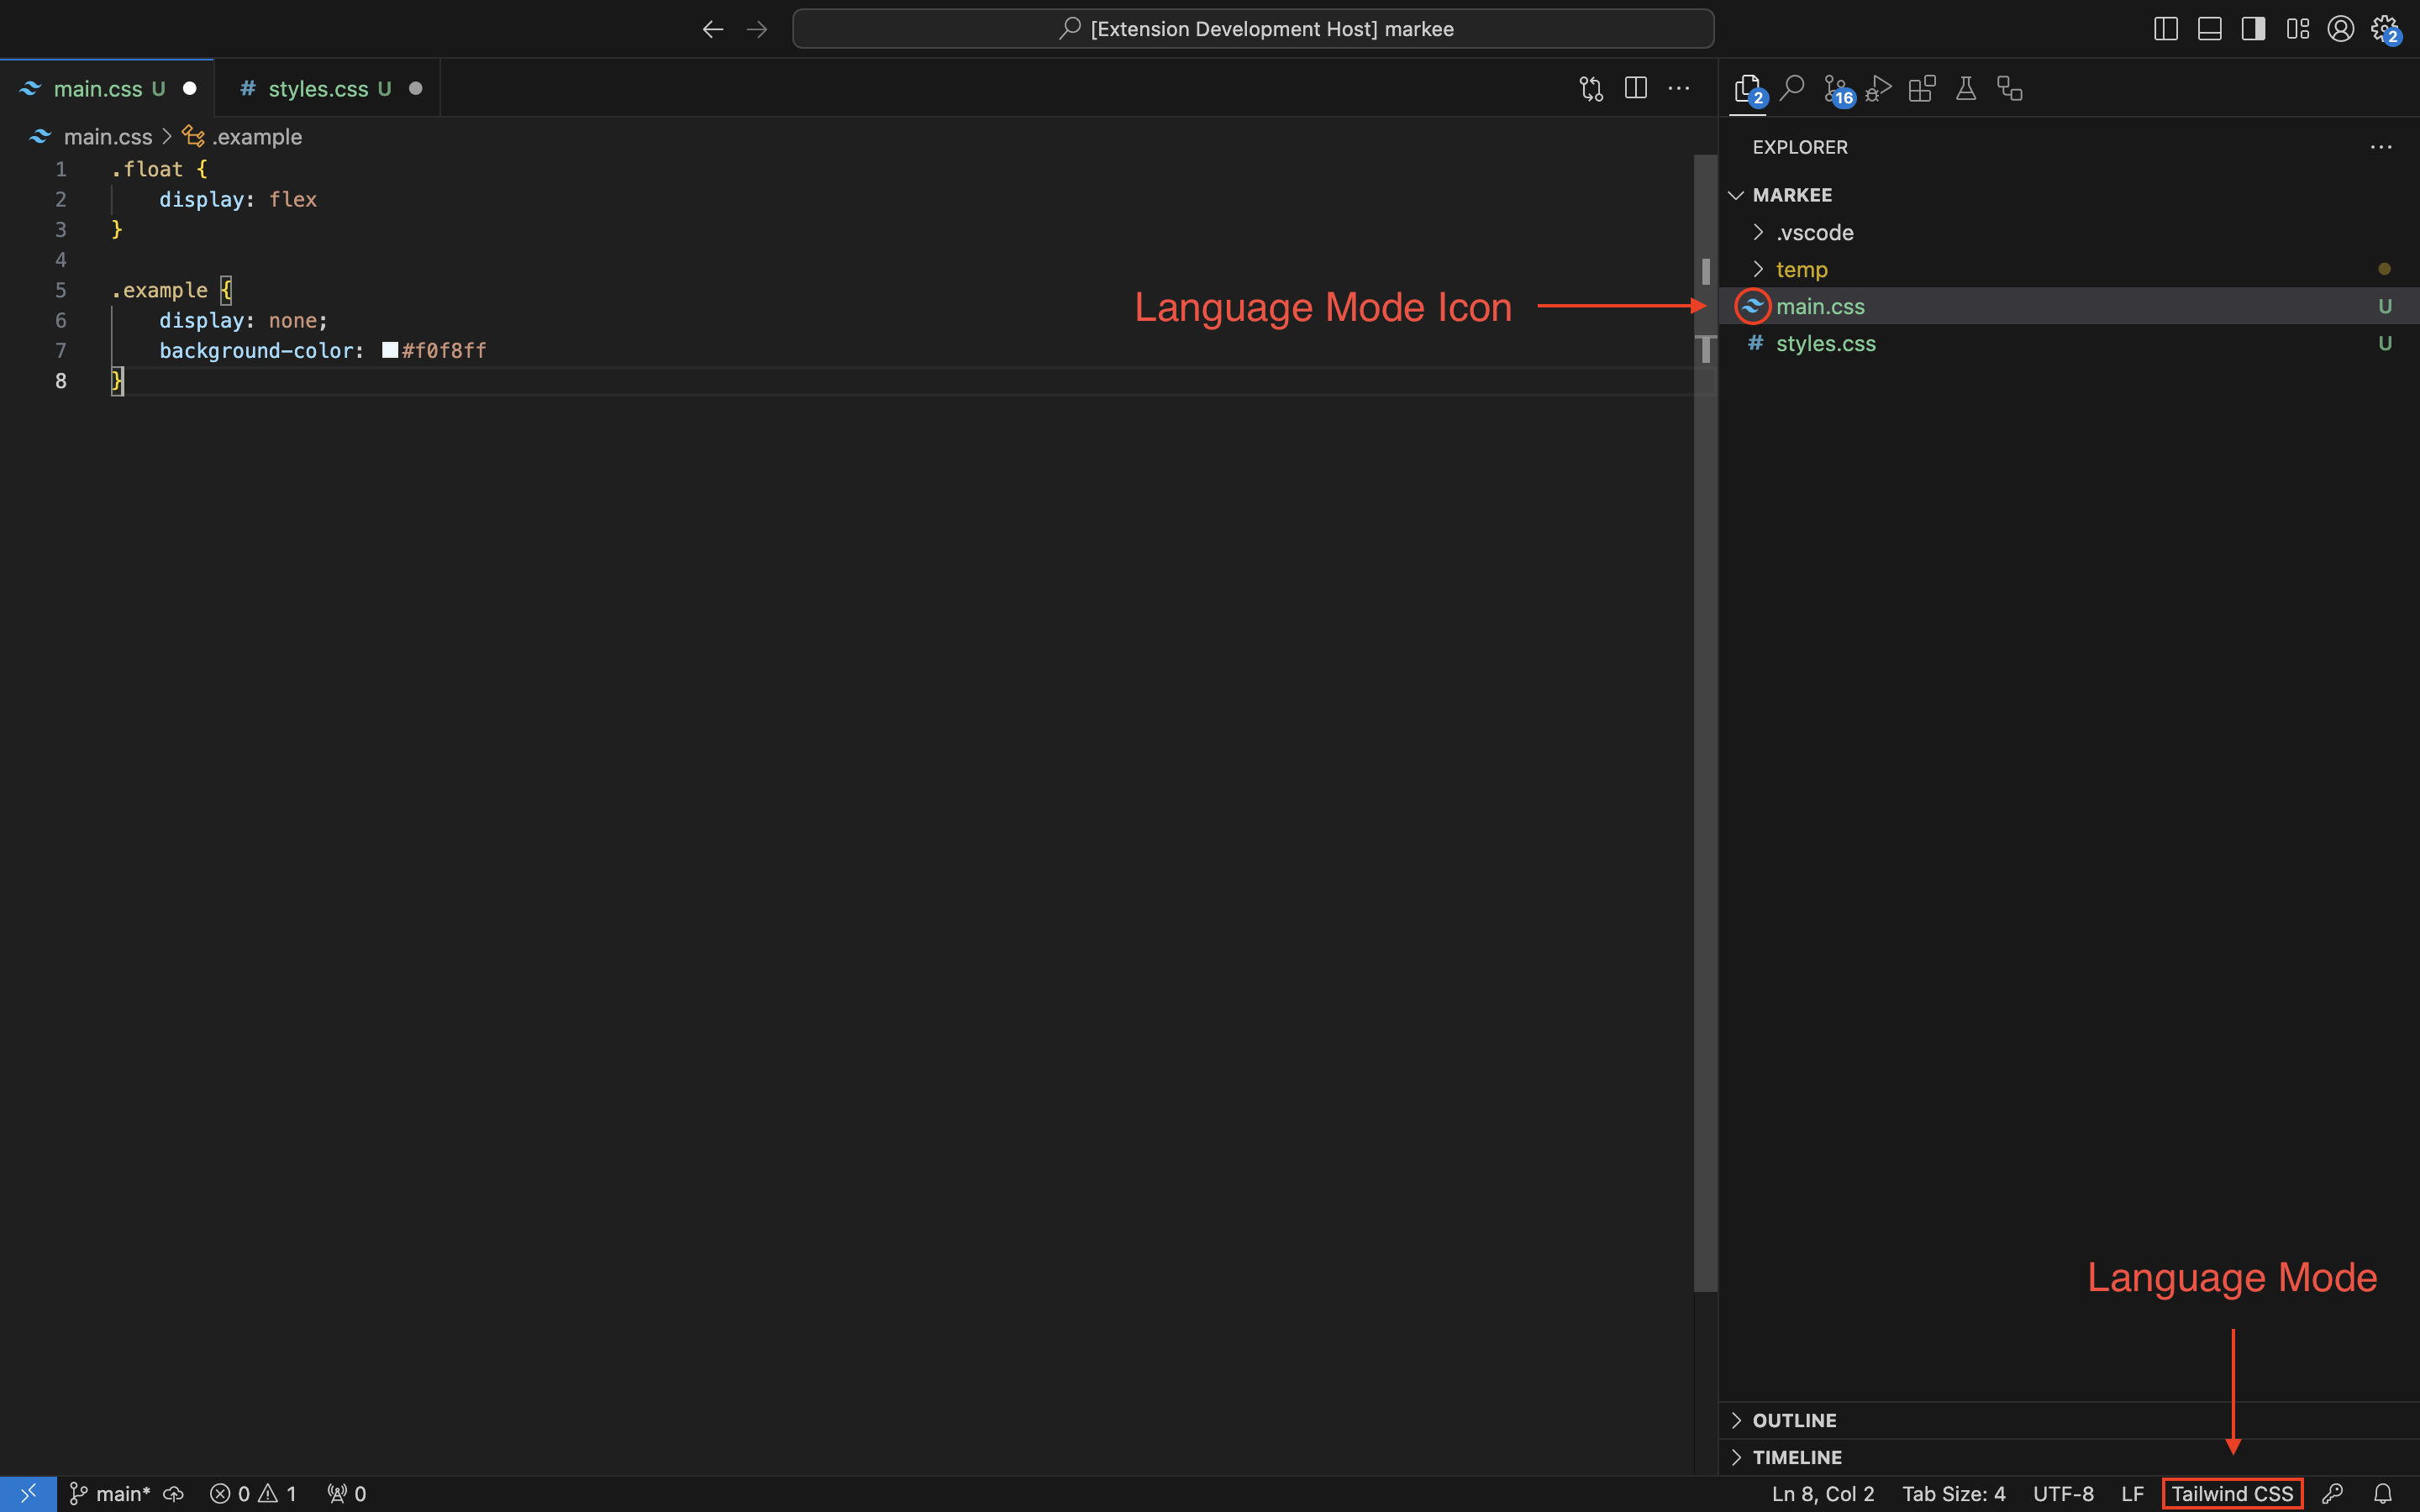 [Extension Development Host] markee
2
main.css U
# styles.css U
2
16
main.css > .example
EXPLORER
1 .float {
2 display: flex
3 }
4
5 .example {
6 display: none;
7 background-color: #f0f8ff
8 }
MARKEE
.vscode
temp
main.css U
# styles.css U
Language Mode Icon
Language Mode
OUTLINE
TIMELINE
main* 0 1 0
Ln 8, Col 2 Tab Size: 4 UTF-8 LF Tailwind CSS